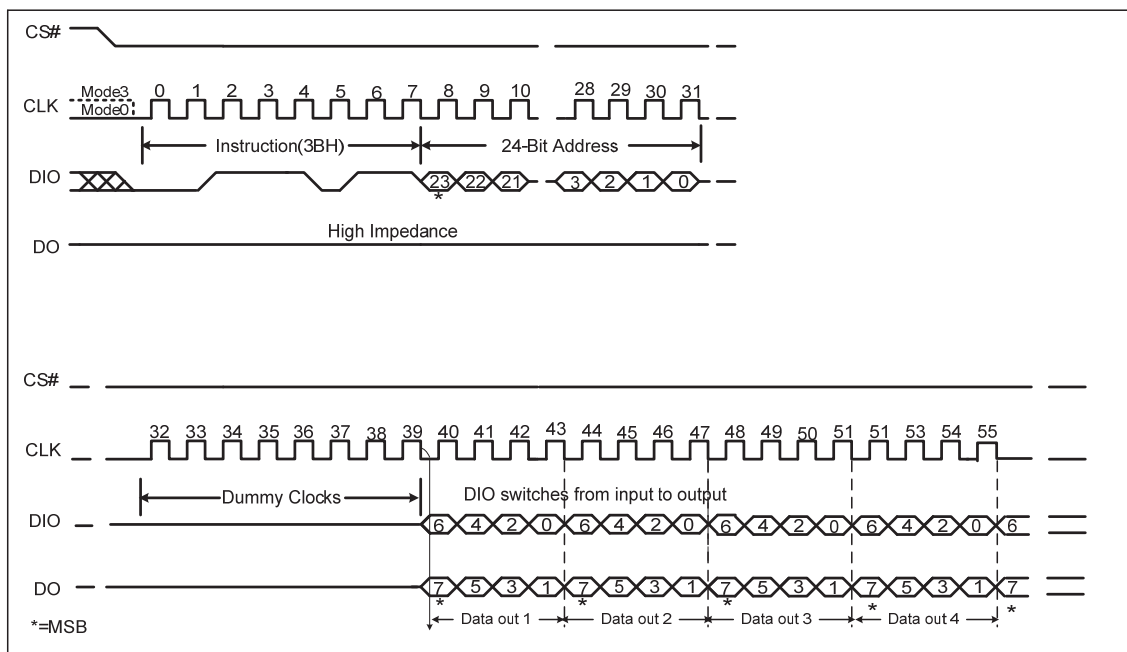 CS#
Mode3 0 1 2 3 4 5 6 7 8 9 10 28 29 30 31
CLK
Mode0
Instruction(3BH) 24-Bit Address
DIO 23 22 21 3 2 1 0
*
High Impedance
DO
CS#
32 33 34 35 36 37 38 39 40 41 42 43 44 45 46 47 48 49 50 51 51 53 54 55
CLK
Dummy Clocks DIO switches from input to output
DIO 6 4 2 0 6 4 2 0 6 4 2 0 6 4 2 0 6
DO 7 5 3 1 7 5 3 1 7 5 3 1 7 5 3 1 7
* * * * *
*=MSB Data out 1 Data out 2 Data out 3 Data out 4